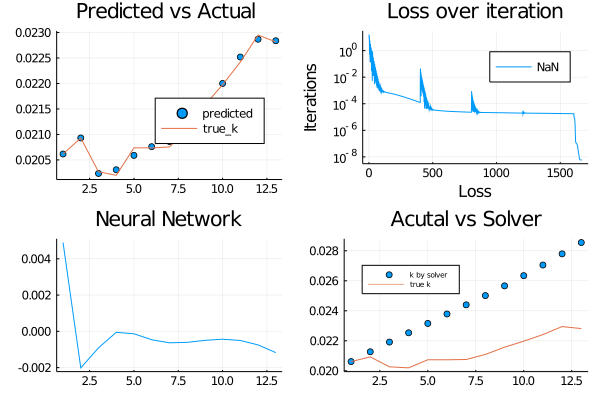 Predicted vs Actual
0.0230
0.0225
0.0220
0.0215
0.0210
0.0205
predicted
true_k
2.5 5.0 7.5 10.0 12.5
Loss over iteration
Iterations
10⁰
10⁻²
10⁻⁴
10⁻⁶
10⁻⁸
NaN
0 500 1000 1500
Loss
Neural Network
0.004
0.002
0.000
-0.002
2.5 5.0 7.5 10.0 12.5
Acutal vs Solver
0.028
0.026
0.024
0.022
0.020
k by solver
true k
2.5 5.0 7.5 10.0 12.5